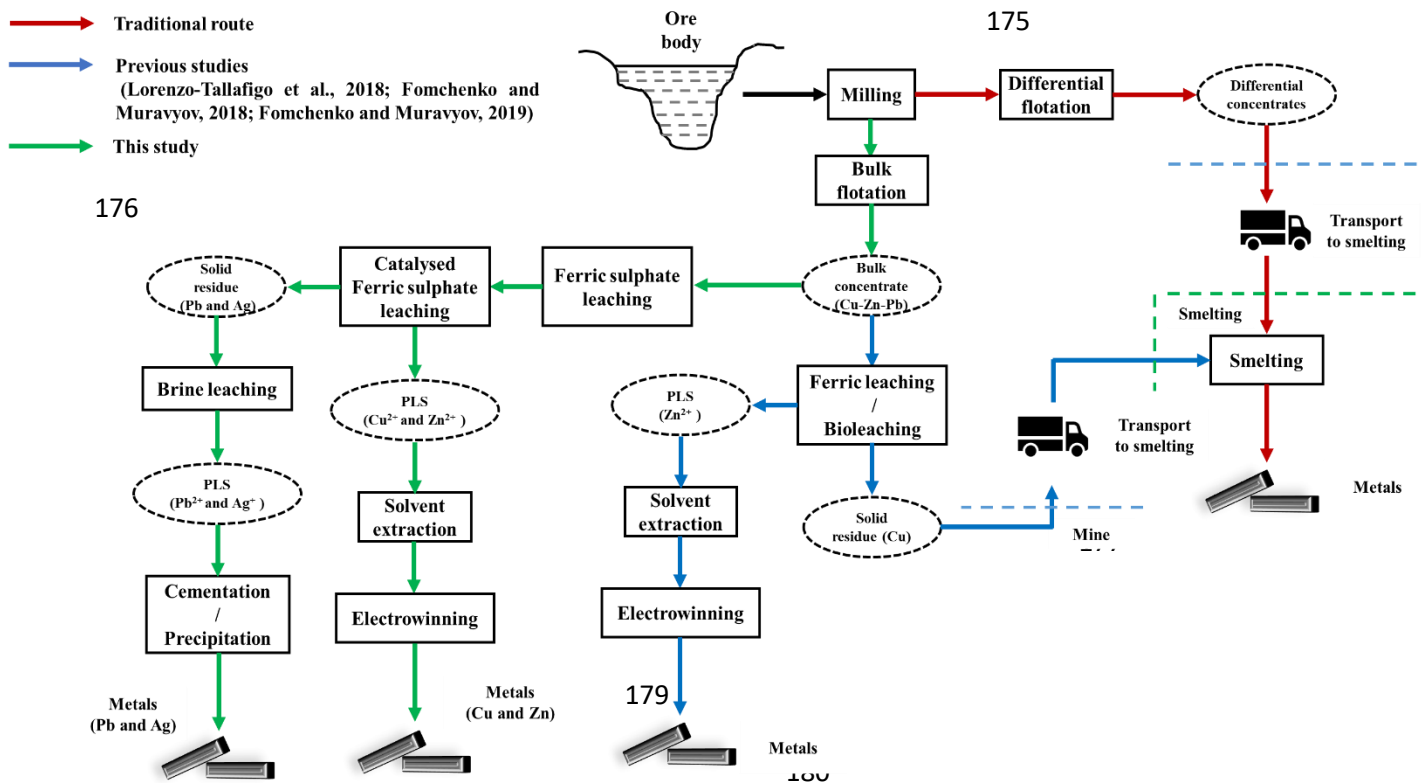 Traditional route
Previous studies
(Lorenzo-Tallafigo et al., 2018; Fomchenko and
Muravyov, 2018; Fomchenko and Muravyov, 2019)
This study
Ore
body
175
Milling
Differential
flotation
Differential
concentrates
Bulk
flotation
176
Transport
to smelting
Solid
residue
(Pb and Ag)
Catalysed
Ferric sulphate
leaching
Ferric sulphate
leaching
Bulk
concentrate
(Cu-Zn-Pb)
Smelting
Smelting
Brine leaching
PLS
(Cu²⁺ and Zn²⁺)
PLS
(Zn²⁺)
Ferric leaching
/
Bioleaching
Transport
to smelting
PLS
(Pb²⁺ and Ag⁺)
Solvent
extraction
Solvent
extraction
Solid
residue (Cu)
Metals
Mine
Cementation
/
Precipitation
Electrowinning
Electrowinning
Metals
(Pb and Ag)
Metals
(Cu and Zn)
179
Metals
180